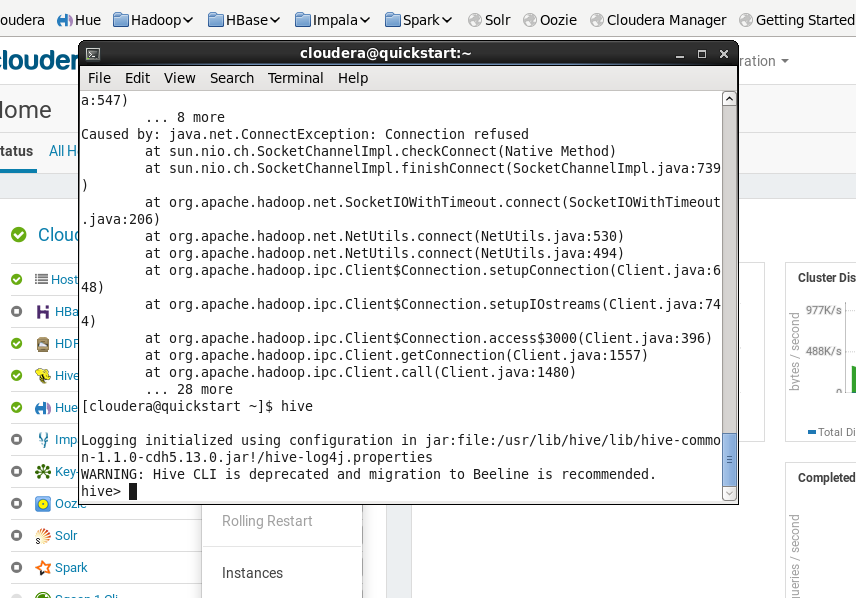 oudera Hue Hadoop HBase Impala Spark Solr Oozie Cloudera Manager Getting Started
cloudera@quickstart:~
File Edit View Search Terminal Help
a:547)
... 8 more
Caused by: java.net.ConnectException: Connection refused
at sun.nio.ch.SocketChannelImpl.checkConnect(Native Method)
at sun.nio.ch.SocketChannelImpl.finishConnect(SocketChannelImpl.java:739
)
at org.apache.hadoop.net.SocketIOWithTimeout.connect(SocketIOWithTimeout
.java:206)
at org.apache.hadoop.net.NetUtils.connect(NetUtils.java:530)
at org.apache.hadoop.net.NetUtils.connect(NetUtils.java:494)
at org.apache.hadoop.ipc.Client$Connection.setupConnection(Client.java:6
48)
at org.apache.hadoop.ipc.Client$Connection.setupIOstreams(Client.java:74
4)
at org.apache.hadoop.ipc.Client$Connection.access$3000(Client.java:396)
at org.apache.hadoop.ipc.Client.getConnection(Client.java:1557)
at org.apache.hadoop.ipc.Client.call(Client.java:1480)
... 28 more
[cloudera@quickstart ~]$ hive
Logging initialized using configuration in jar:file:/usr/lib/hive/lib/hive-commo
n-1.1.0-cdh5.13.0.jar!/hive-log4j.properties
WARNING: Hive CLI is deprecated and migration to Beeline is recommended.
hive>
clouder
ration
ome
tatus All H
Cloud
Host
HBa
HDF
Hive
Hue
Imp
Key-
Oozie
Solr
Spark
Rolling Restart
Instances
Cluster Dis
bytes / second
977K/s
488K/s
0
Total Di
Completed
queries / second